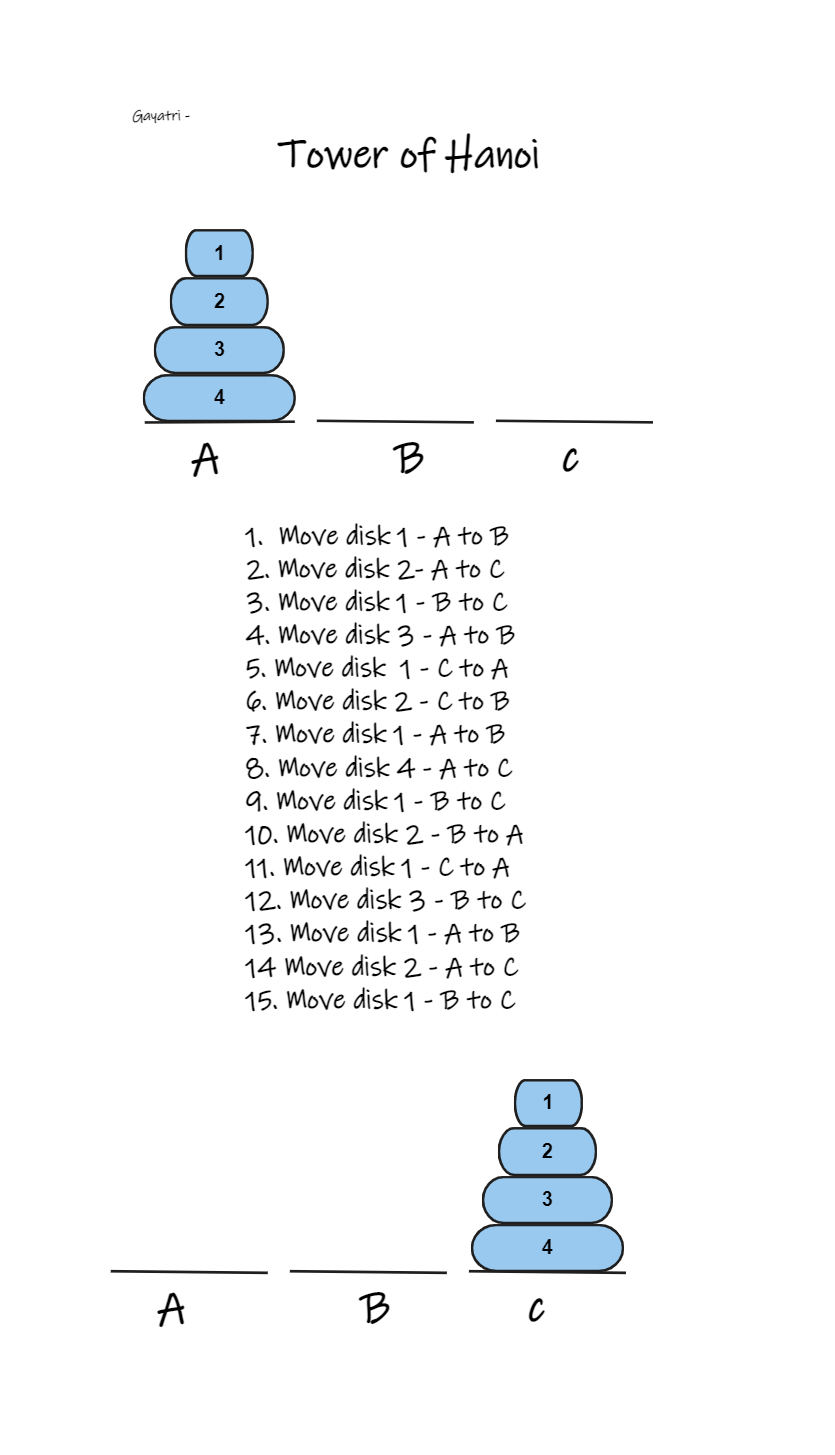 Gayatri -
Tower of Hanoi
1
2
3
4
A B C
1. Move disk 1 - A to B
2. Move disk 2- A to C
3. Move disk 1 - B to C
4. Move disk 3 - A to B
5. Move disk 1 - C to A
6. Move disk 2 - C to B
7. Move disk 1 - A to B
8. Move disk 4 - A to C
9. Move disk 1 - B to C
10. Move disk 2 - B to A
11. Move disk 1 - C to A
12. Move disk 3 - B to C
13. Move disk 1 - A to B
14 Move disk 2 - A to C
15. Move disk 1 - B to C
1
2
3
4
A B C